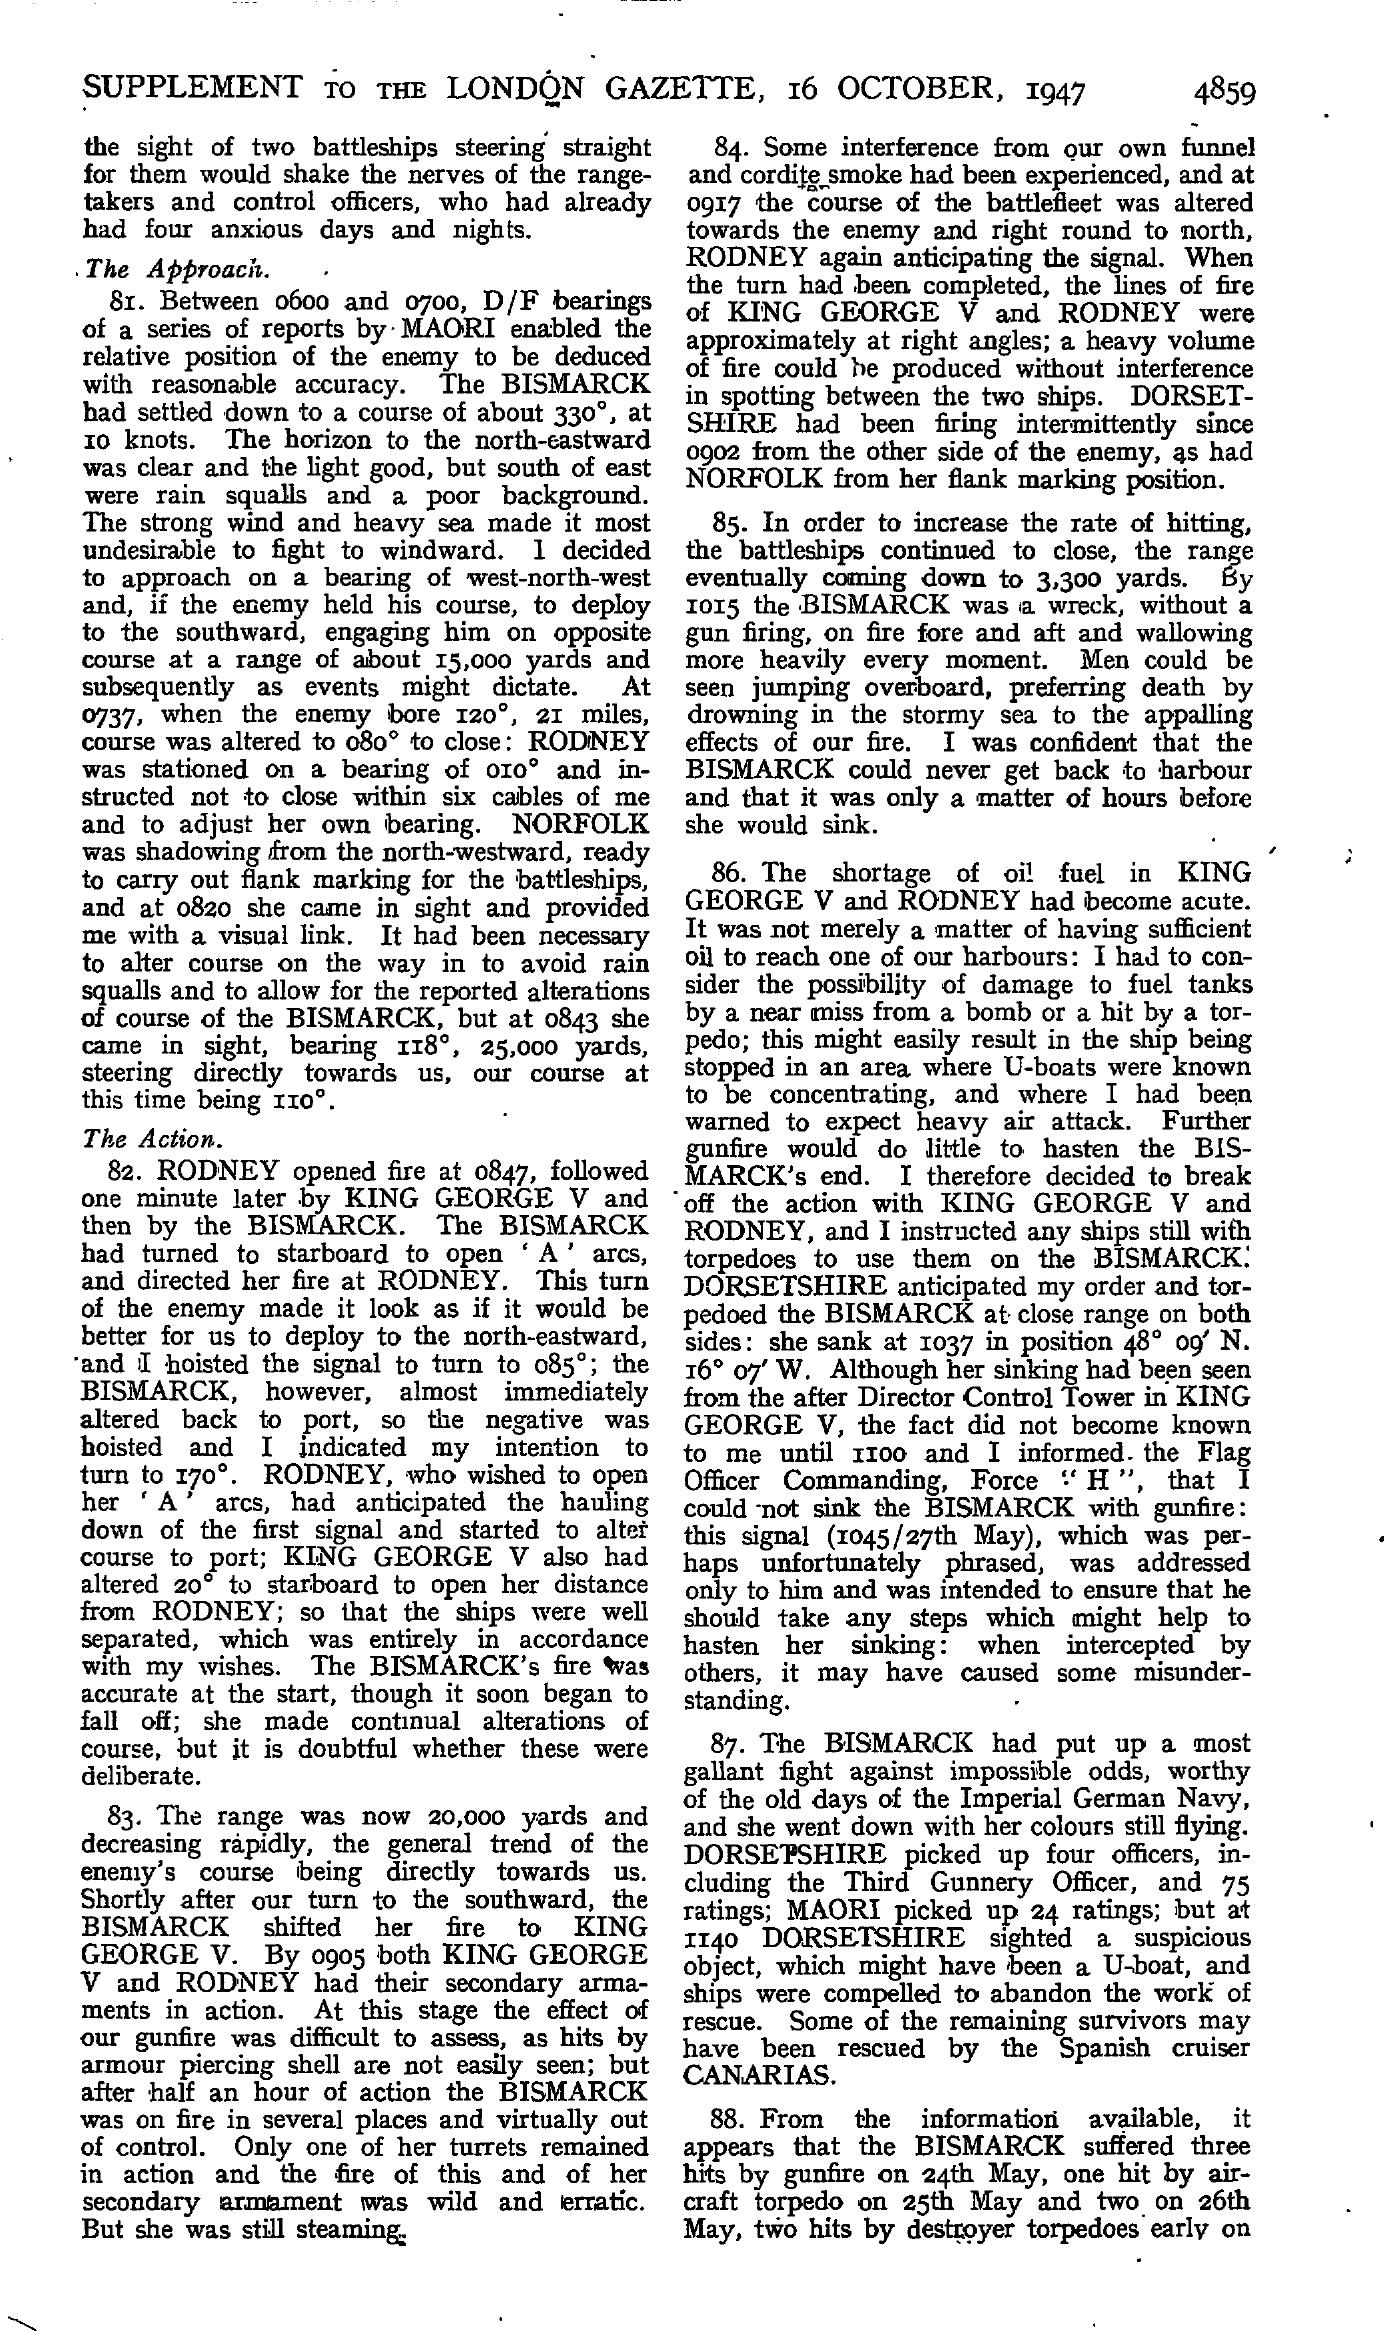 SUPPLEMENT TO THE LONDON GAZETTE, 16 OCTOBER, 1947 4859
the sight of two battleships steering straight
for them would shake the nerves of the range-
takers and control officers, who had already
had four anxious days and nights.
The Approach.
81. Between 0600 and 0700, D/F bearings
of a series of reports by MAORI enabled the
relative position of the enemy to be deduced
with reasonable accuracy. The BISMARCK
had settled down to a course of about 330°, at
10 knots. The horizon to the north-eastward
was clear and the light good, but south of east
were rain squalls and a poor background.
The strong wind and heavy sea made it most
undesirable to fight to windward. I decided
to approach on a bearing of west-north-west
and, if the enemy held his course, to deploy
to the southward, engaging him on opposite
course at a range of about 15,000 yards and
subsequently as events might dictate. At
0737, when the enemy bore 120°, 21 miles,
course was altered to 080° to close: RODNEY
was stationed on a bearing of 010° and in-
structed not to close within six cables of me
and to adjust her own bearing. NORFOLK
was shadowing from the north-westward, ready
to carry out flank marking for the battleships,
and at 0820 she came in sight and provided
me with a visual link. It had been necessary
to alter course on the way in to avoid rain
squalls and to allow for the reported alterations
of course of the BISMARCK, but at 0843 she
came in sight, bearing 118°, 25,000 yards,
steering directly towards us, our course at
this time being 110°.
The Action.
82. RODNEY opened fire at 0847, followed
one minute later by KING GEORGE V and
then by the BISMARCK. The BISMARCK
had turned to starboard to open ' A ' arcs,
and directed her fire at RODNEY. This turn
of the enemy made it look as if it would be
better for us to deploy to the north-eastward,
and I hoisted the signal to turn to 085°; the
BISMARCK, however, almost immediately
altered back to port, so the negative was
hoisted and I indicated my intention to
turn to 170°. RODNEY, who wished to open
her ' A ' arcs, had anticipated the hauling
down of the first signal and started to alter
course to port; KING GEORGE V also had
altered 20° to starboard to open her distance
from RODNEY; so that the ships were well
separated, which was entirely in accordance
with my wishes. The BISMARCK's fire was
accurate at the start, though it soon began to
fall off; she made continual alterations of
course, but it is doubtful whether these were
deliberate.
83. The range was now 20,000 yards and
decreasing rapidly, the general trend of the
enemy's course being directly towards us.
Shortly after our turn to the southward, the
BISMARCK shifted her fire to KING
GEORGE V. By 0905 both KING GEORGE
V and RODNEY had their secondary arma-
ments in action. At this stage the effect of
our gunfire was difficult to assess, as hits by
armour piercing shell are not easily seen; but
after half an hour of action the BISMARCK
was on fire in several places and virtually out
of control. Only one of her turrets remained
in action and the fire of this and of her
secondary armament was wild and erratic.
But she was still steaming.
84. Some interference from our own funnel
and cordite smoke had been experienced, and at
0917 the course of the battlefleet was altered
towards the enemy and right round to north,
RODNEY again anticipating the signal. When
the turn had been completed, the lines of fire
of KING GEORGE V and RODNEY were
approximately at right angles; a heavy volume
of fire could be produced without interference
in spotting between the two ships. DORSET-
SHIRE had been firing intermittently since
0902 from the other side of the enemy, as had
NORFOLK from her flank marking position.
85. In order to increase the rate of hitting,
the battleships continued to close, the range
eventually coming down to 3,300 yards. By
1015 the BISMARCK was a wreck, without a
gun firing, on fire fore and aft and wallowing
more heavily every moment. Men could be
seen jumping overboard, preferring death by
drowning in the stormy sea to the appalling
effects of our fire. I was confident that the
BISMARCK could never get back to harbour
and that it was only a matter of hours before
she would sink.
86. The shortage of oil fuel in KING
GEORGE V and RODNEY had become acute.
It was not merely a matter of having sufficient
oil to reach one of our harbours: I had to con-
sider the possibility of damage to fuel tanks
by a near miss from a bomb or a hit by a tor-
pedo; this might easily result in the ship being
stopped in an area where U-boats were known
to be concentrating, and where I had been
warned to expect heavy air attack. Further
gunfire would do little to hasten the BIS-
MARCK's end. I therefore decided to break
off the action with KING GEORGE V and
RODNEY, and I instructed any ships still with
torpedoes to use them on the BISMARCK.
DORSETSHIRE anticipated my order and tor-
pedoed the BISMARCK at close range on both
sides: she sank at 1037 in position 48° 09' N.
16° 07' W. Although her sinking had been seen
from the after Director Control Tower in KING
GEORGE V, the fact did not become known
to me until 1100 and I informed the Flag
Officer Commanding, Force " H ", that I
could not sink the BISMARCK with gunfire:
this signal (1045/27th May), which was per-
haps unfortunately phrased, was addressed
only to him and was intended to ensure that he
should take any steps which might help to
hasten her sinking: when intercepted by
others, it may have caused some misunder-
standing.
87. The BISMARCK had put up a most
gallant fight against impossible odds, worthy
of the old days of the Imperial German Navy,
and she went down with her colours still flying.
DORSETSHIRE picked up four officers, in-
cluding the Third Gunnery Officer, and 75
ratings; MAORI picked up 24 ratings; but at
1140 DORSETSHIRE sighted a suspicious
object, which might have been a U-boat, and
ships were compelled to abandon the work of
rescue. Some of the remaining survivors may
have been rescued by the Spanish cruiser
CANARIAS.
88. From the information available, it
appears that the BISMARCK suffered three
hits by gunfire on 24th May, one hit by air-
craft torpedo on 25th May and two on 26th
May, two hits by destroyer torpedoes early on